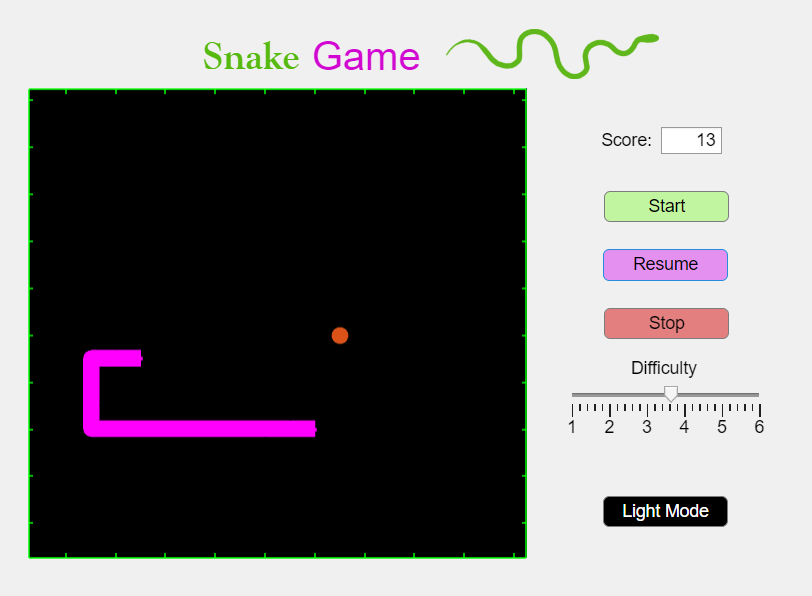 Snake Game
Score: 13
Start
Resume
Stop
Difficulty
1 2 3 4 5 6
Light Mode